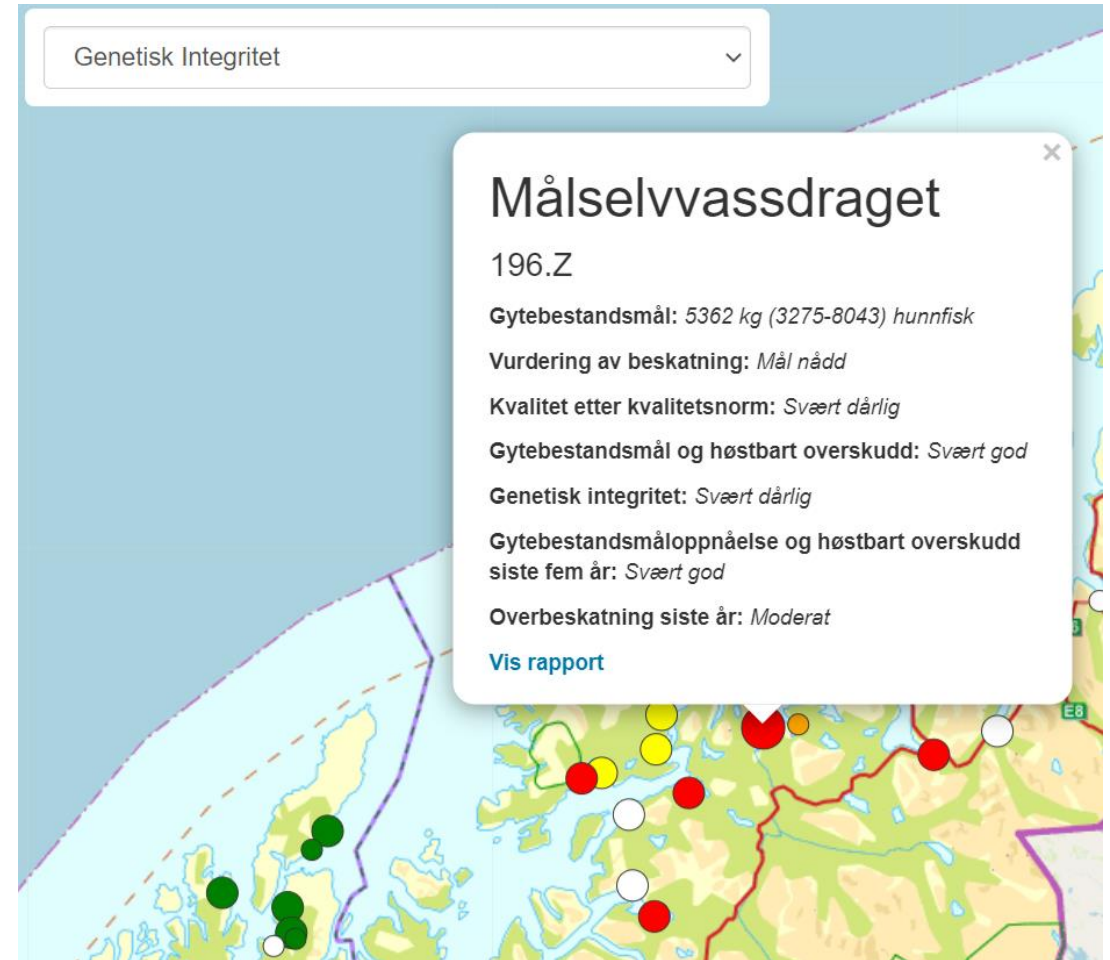 Genetisk Integritet
×
Målselvvassdraget
196.Z
Gytebestandsmål: 5362 kg (3275-8043) hunnfisk
Vurdering av beskatning: Mål nådd
Kvalitet etter kvalitetsnorm: Svært dårlig
Gytebestandsmål og høstbart overskudd: Svært god
Genetisk integritet: Svært dårlig
Gytebestandsmåloppnåelse og høstbart overskudd
siste fem år: Svært god
Overbeskatning siste år: Moderat
Vis rapport
E8